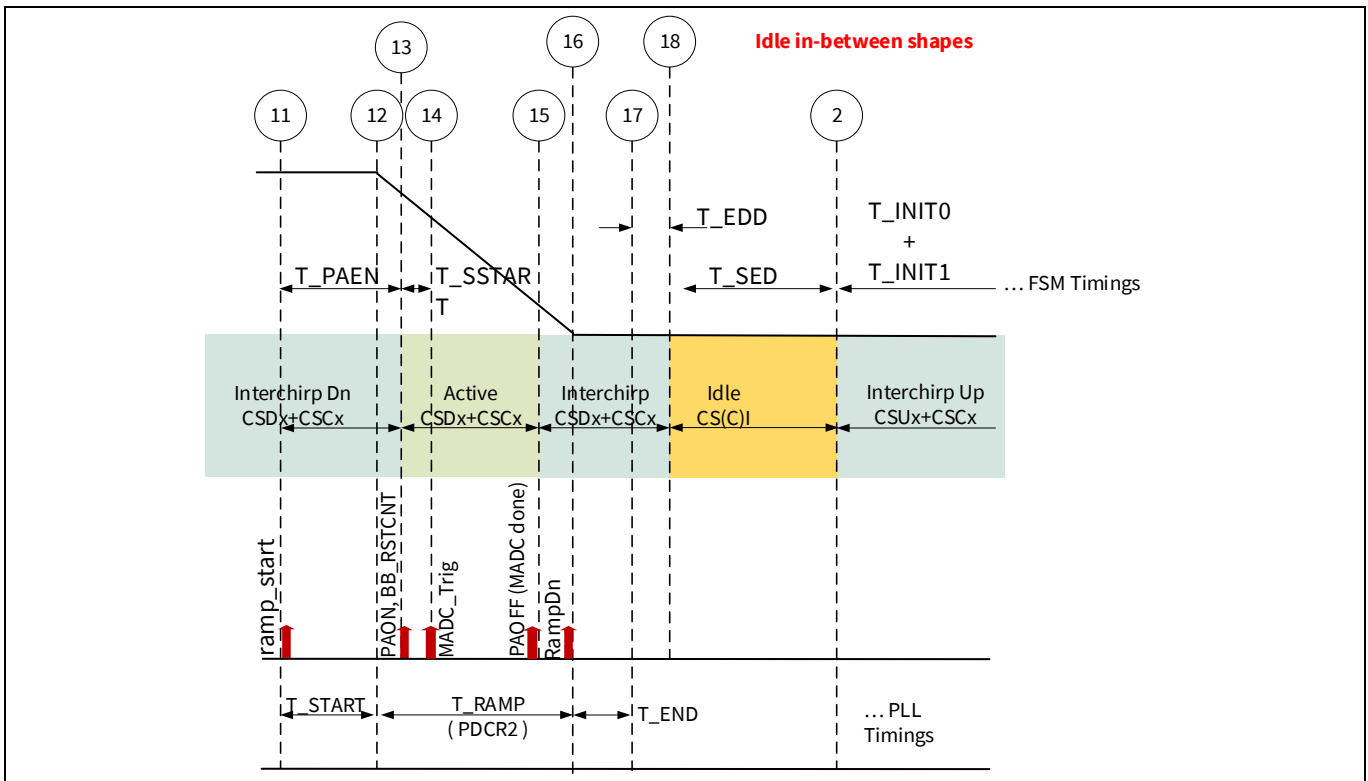 Idle in-between shapes
13
16
18
11
12
14
15
17
2
T_EDD
T_INIT0
+
T_INIT1
T_PAEN
T_SSTAR
T
T_SED
... FSM Timings
Interchirp Dn
CSDx+CSCx
Active
CSDx+CSCx
Interchirp
CSDx+CSCx
Idle
CS(C)I
Interchirp Up
CSUx+CSCx
ramp_start
PAON, BB_RSTCNT
MADC_Trig
PAOFF (MADC done)
RampDn
T_START
T_RAMP
( PDCR2 )
T_END
... PLL
Timings